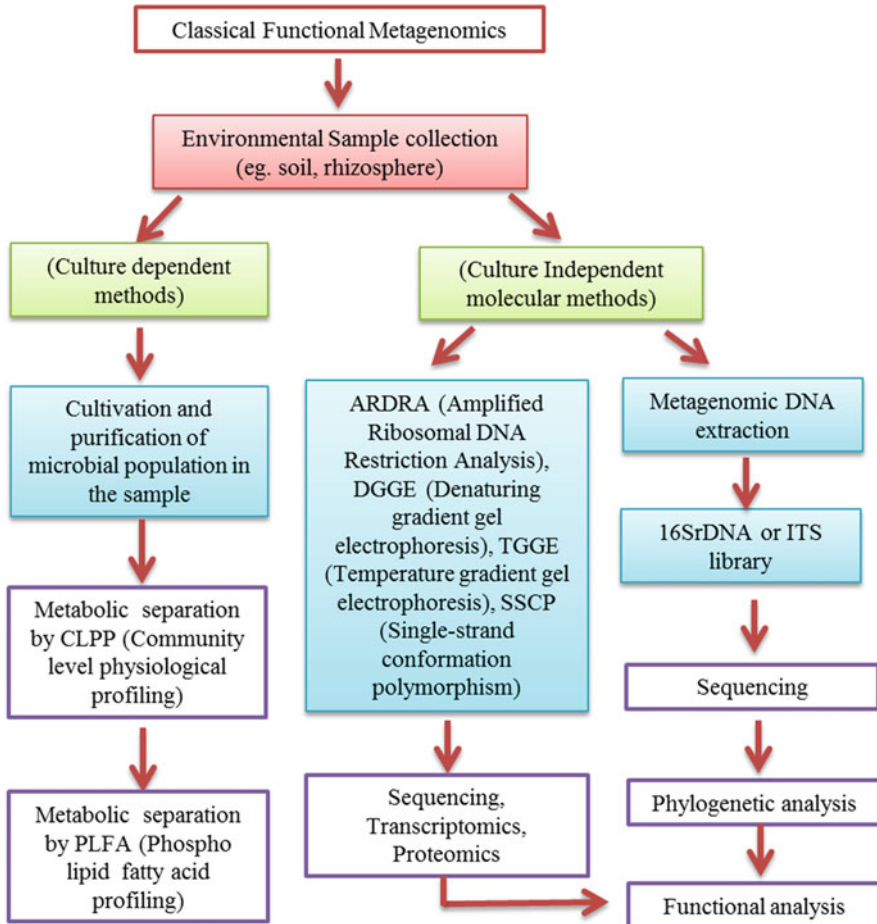 Classical Functional Metagenomics
Environmental Sample collection
(eg. soil, rhizosphere)
(Culture dependent
methods)
(Culture Independent
molecular methods)
Cultivation and
purification of
microbial population in
the sample
ARDRA (Amplified
Ribosomal DNA
Restriction Analysis),
DGGE (Denaturing
gradient gel
electrophoresis), TGGE
(Temperature gradient gel
electrophoresis), SSCP
(Single-strand
conformation
polymorphism)
Metagenomic DNA
extraction
16SrDNA or ITS
library
Metabolic separation
by CLPP (Community
level physiological
profiling)
Sequencing
Metabolic separation
by PLFA (Phospho
lipid fatty acid
profiling)
Sequencing,
Transcriptomics,
Proteomics
Phylogenetic analysis
Functional analysis